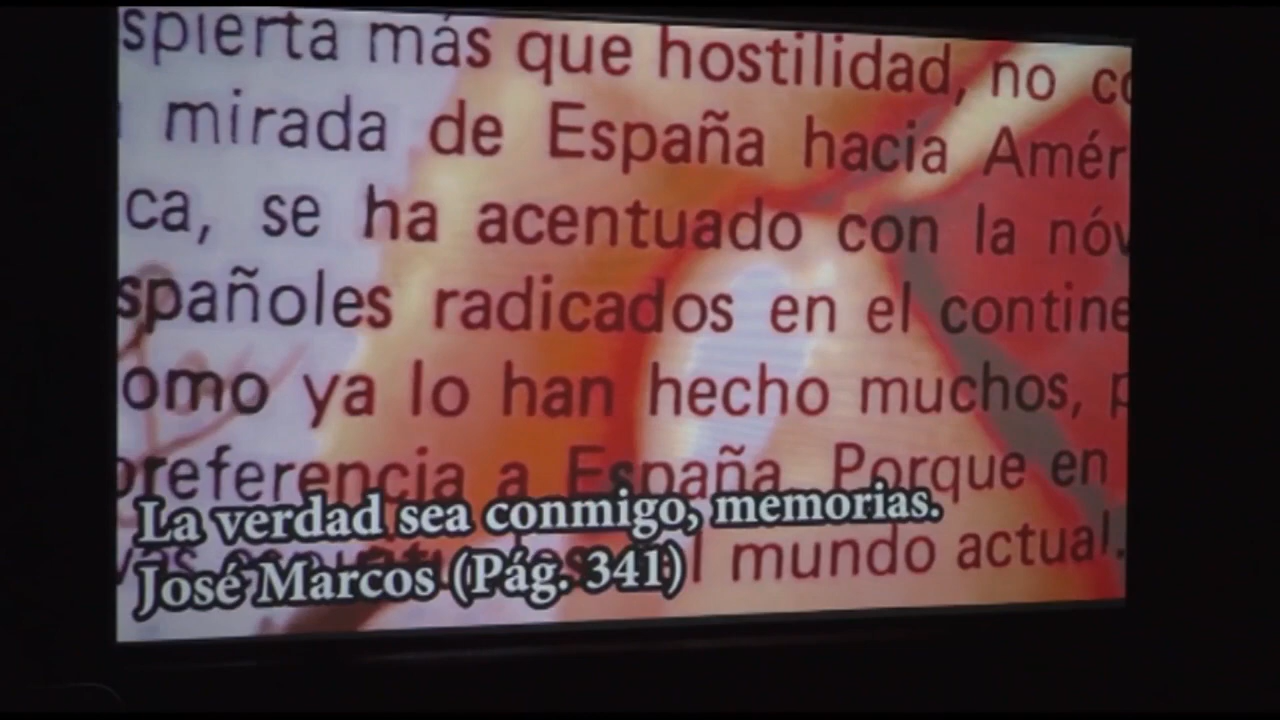 spierta más que hostilidad, no
mirada de España hacia Amér
ca, se ha acentuado con la nóv
spañoles radicados en el contine
omo ya lo han hecho muchos,
preferencia a España. Porque en
La verdad sea conmigo, memorias.
l mundo actual.
José Marcos (Pág. 341)